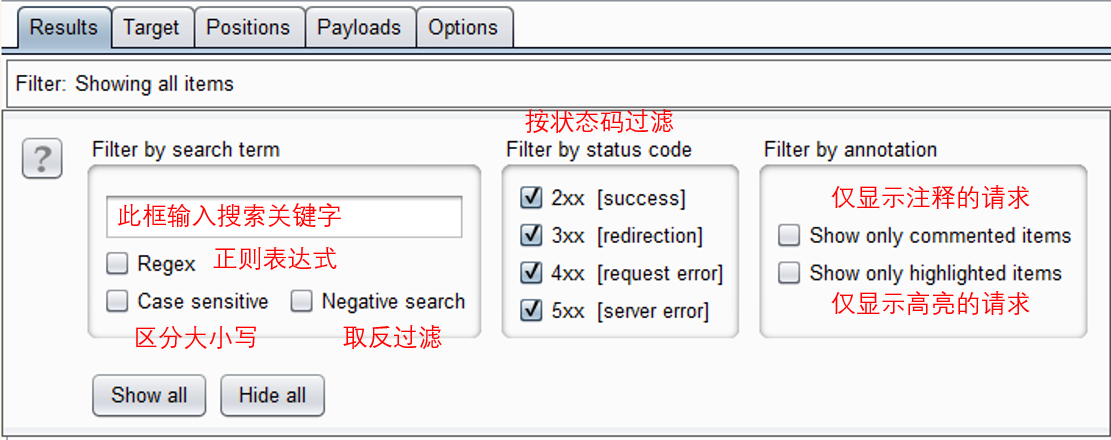 Results Target Positions Payloads Options
Filter: Showing all items
按状态码过滤
? Filter by search term Filter by status code Filter by annotation
此框输入搜索关键字 2xx [success] 仅显示注释的请求
3xx [redirection] Show only commented items
Regex 正则表达式
4xx [request error] Show only highlighted items
Case sensitive Negative search 5xx [server error] 仅显示高亮的请求
区分大小写 取反过滤
Show all Hide all